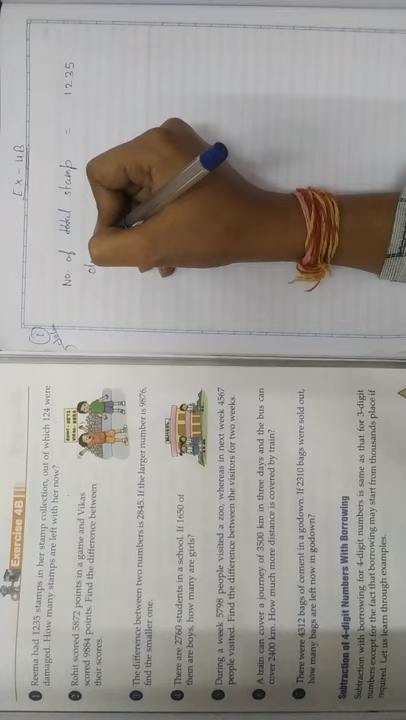 Ex - 4B
No of total stamp = 1235
Exercise 4B
1 Reema had 1235 stamps in her stamp collection, out of which 124 were
damaged. How many stamps are left with her now?
2 Rohit scored 5872 points in a game and Vikas
scored 9884 points. Find the difference between
their scores.
3 The difference between two numbers is 2845. If the larger number is 9876,
find the smaller one.
4 There are 2760 students in a school. If 1650 of
them are boys, how many are girls?
SCHOOL
5 During a week 5798 people visited a zoo, whereas in next week 4567
people visited. Find the difference between the visitors for two weeks.
6 A train can cover a journey of 3500 km in three days and the bus can
cover 2400 km. How much more distance is covered by train?
7 There were 4312 bags of cement in a godown. If 2310 bags were sold out,
how many bags are left now in godown?
Subtraction of 4-digit Numbers With Borrowing
Subtraction with borrowing for 4-digit numbers is same as that for 3-digit
numbers except for the fact that borrowing may start from thousands place if
required. Let us learn through examples.